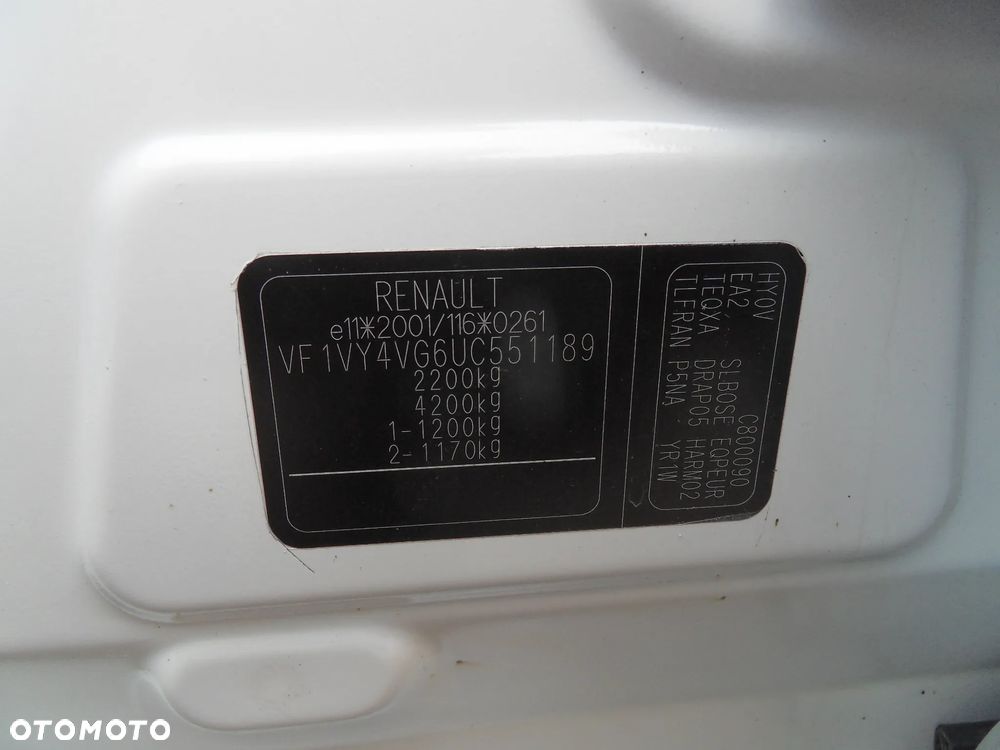 RENAULT
e11*2001/116*0261
VF1VY4VG6UC551189
2200kg
4200kg
1-1200kg
2-1170kg
HYOV C800090
EA2 SLBOSE EQPEUR
TEQXA DRAP05 HARM02
TLFRAN P5NA YR1W
OTOMOTO